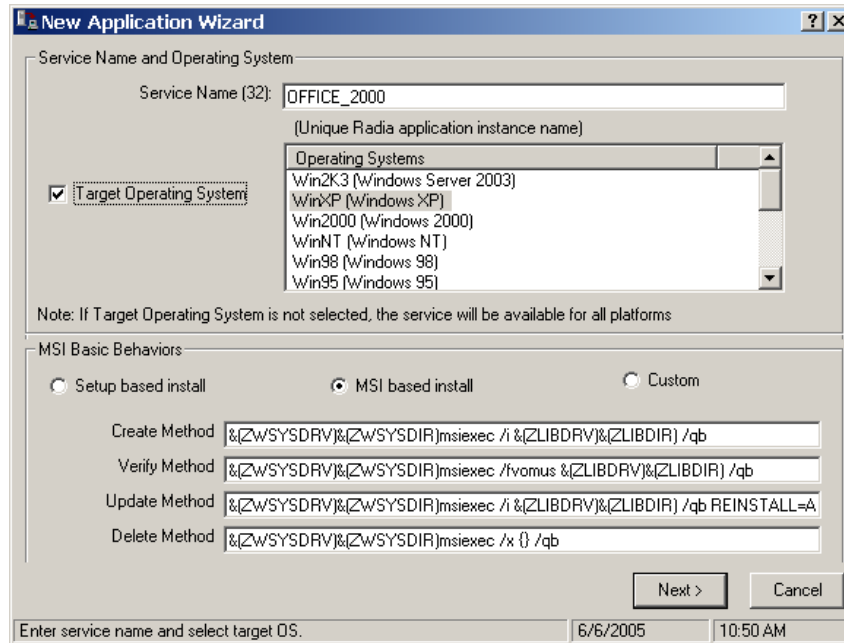 New Application Wizard
Service Name and Operating System
Service Name (32): OFFICE_2000
(Unique Radia application instance name)
Operating Systems
Target Operating System
Win2K3 (Windows Server 2003)
WinXP (Windows XP)
Win2000 (Windows 2000)
WinNT (Windows NT)
Win98 (Windows 98)
Win95 (Windows 95)
Note: If Target Operating System is not selected, the service will be available for all platforms
MSI Basic Behaviors
Setup based install MSI based install Custom
Create Method &(ZWSYSDRV)&(ZWSYSDIR)msiexec /i &(ZLIBDRV)&(ZLIBDIR) /qb
Verify Method &(ZWSYSDRV)&(ZWSYSDIR)msiexec /fvomus &(ZLIBDRV)&(ZLIBDIR) /qb
Update Method &(ZWSYSDRV)&(ZWSYSDIR)msiexec /i &(ZLIBDRV)&(ZLIBDIR) /qb REINSTALL=A
Delete Method &(ZWSYSDRV)&(ZWSYSDIR)msiexec /x {} /qb
Next > Cancel
Enter service name and select target OS. 6/6/2005 10:50 AM